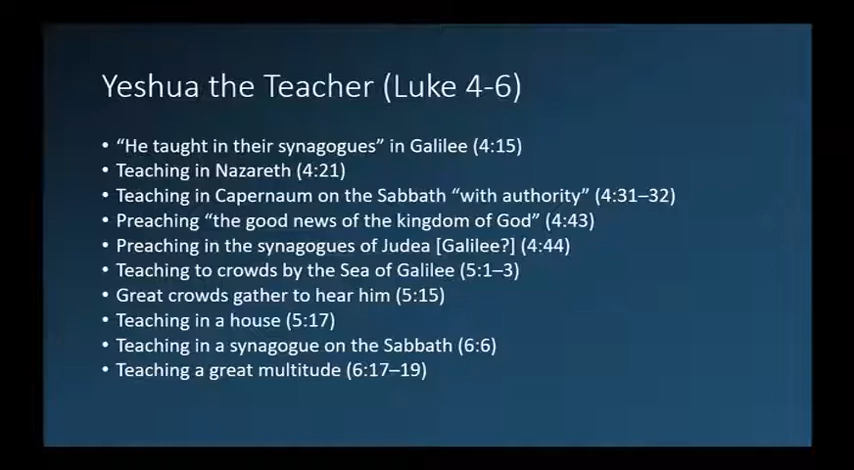 Yeshua the Teacher (Luke 4-6)
• “He taught in their synagogues” in Galilee (4:15)
• Teaching in Nazareth (4:21)
• Teaching in Capernaum on the Sabbath “with authority” (4:31–32)
• Preaching “the good news of the kingdom of God” (4:43)
• Preaching in the synagogues of Judea [Galilee?] (4:44)
• Teaching to crowds by the Sea of Galilee (5:1–3)
• Great crowds gather to hear him (5:15)
• Teaching in a house (5:17)
• Teaching in a synagogue on the Sabbath (6:6)
• Teaching a great multitude (6:17–19)